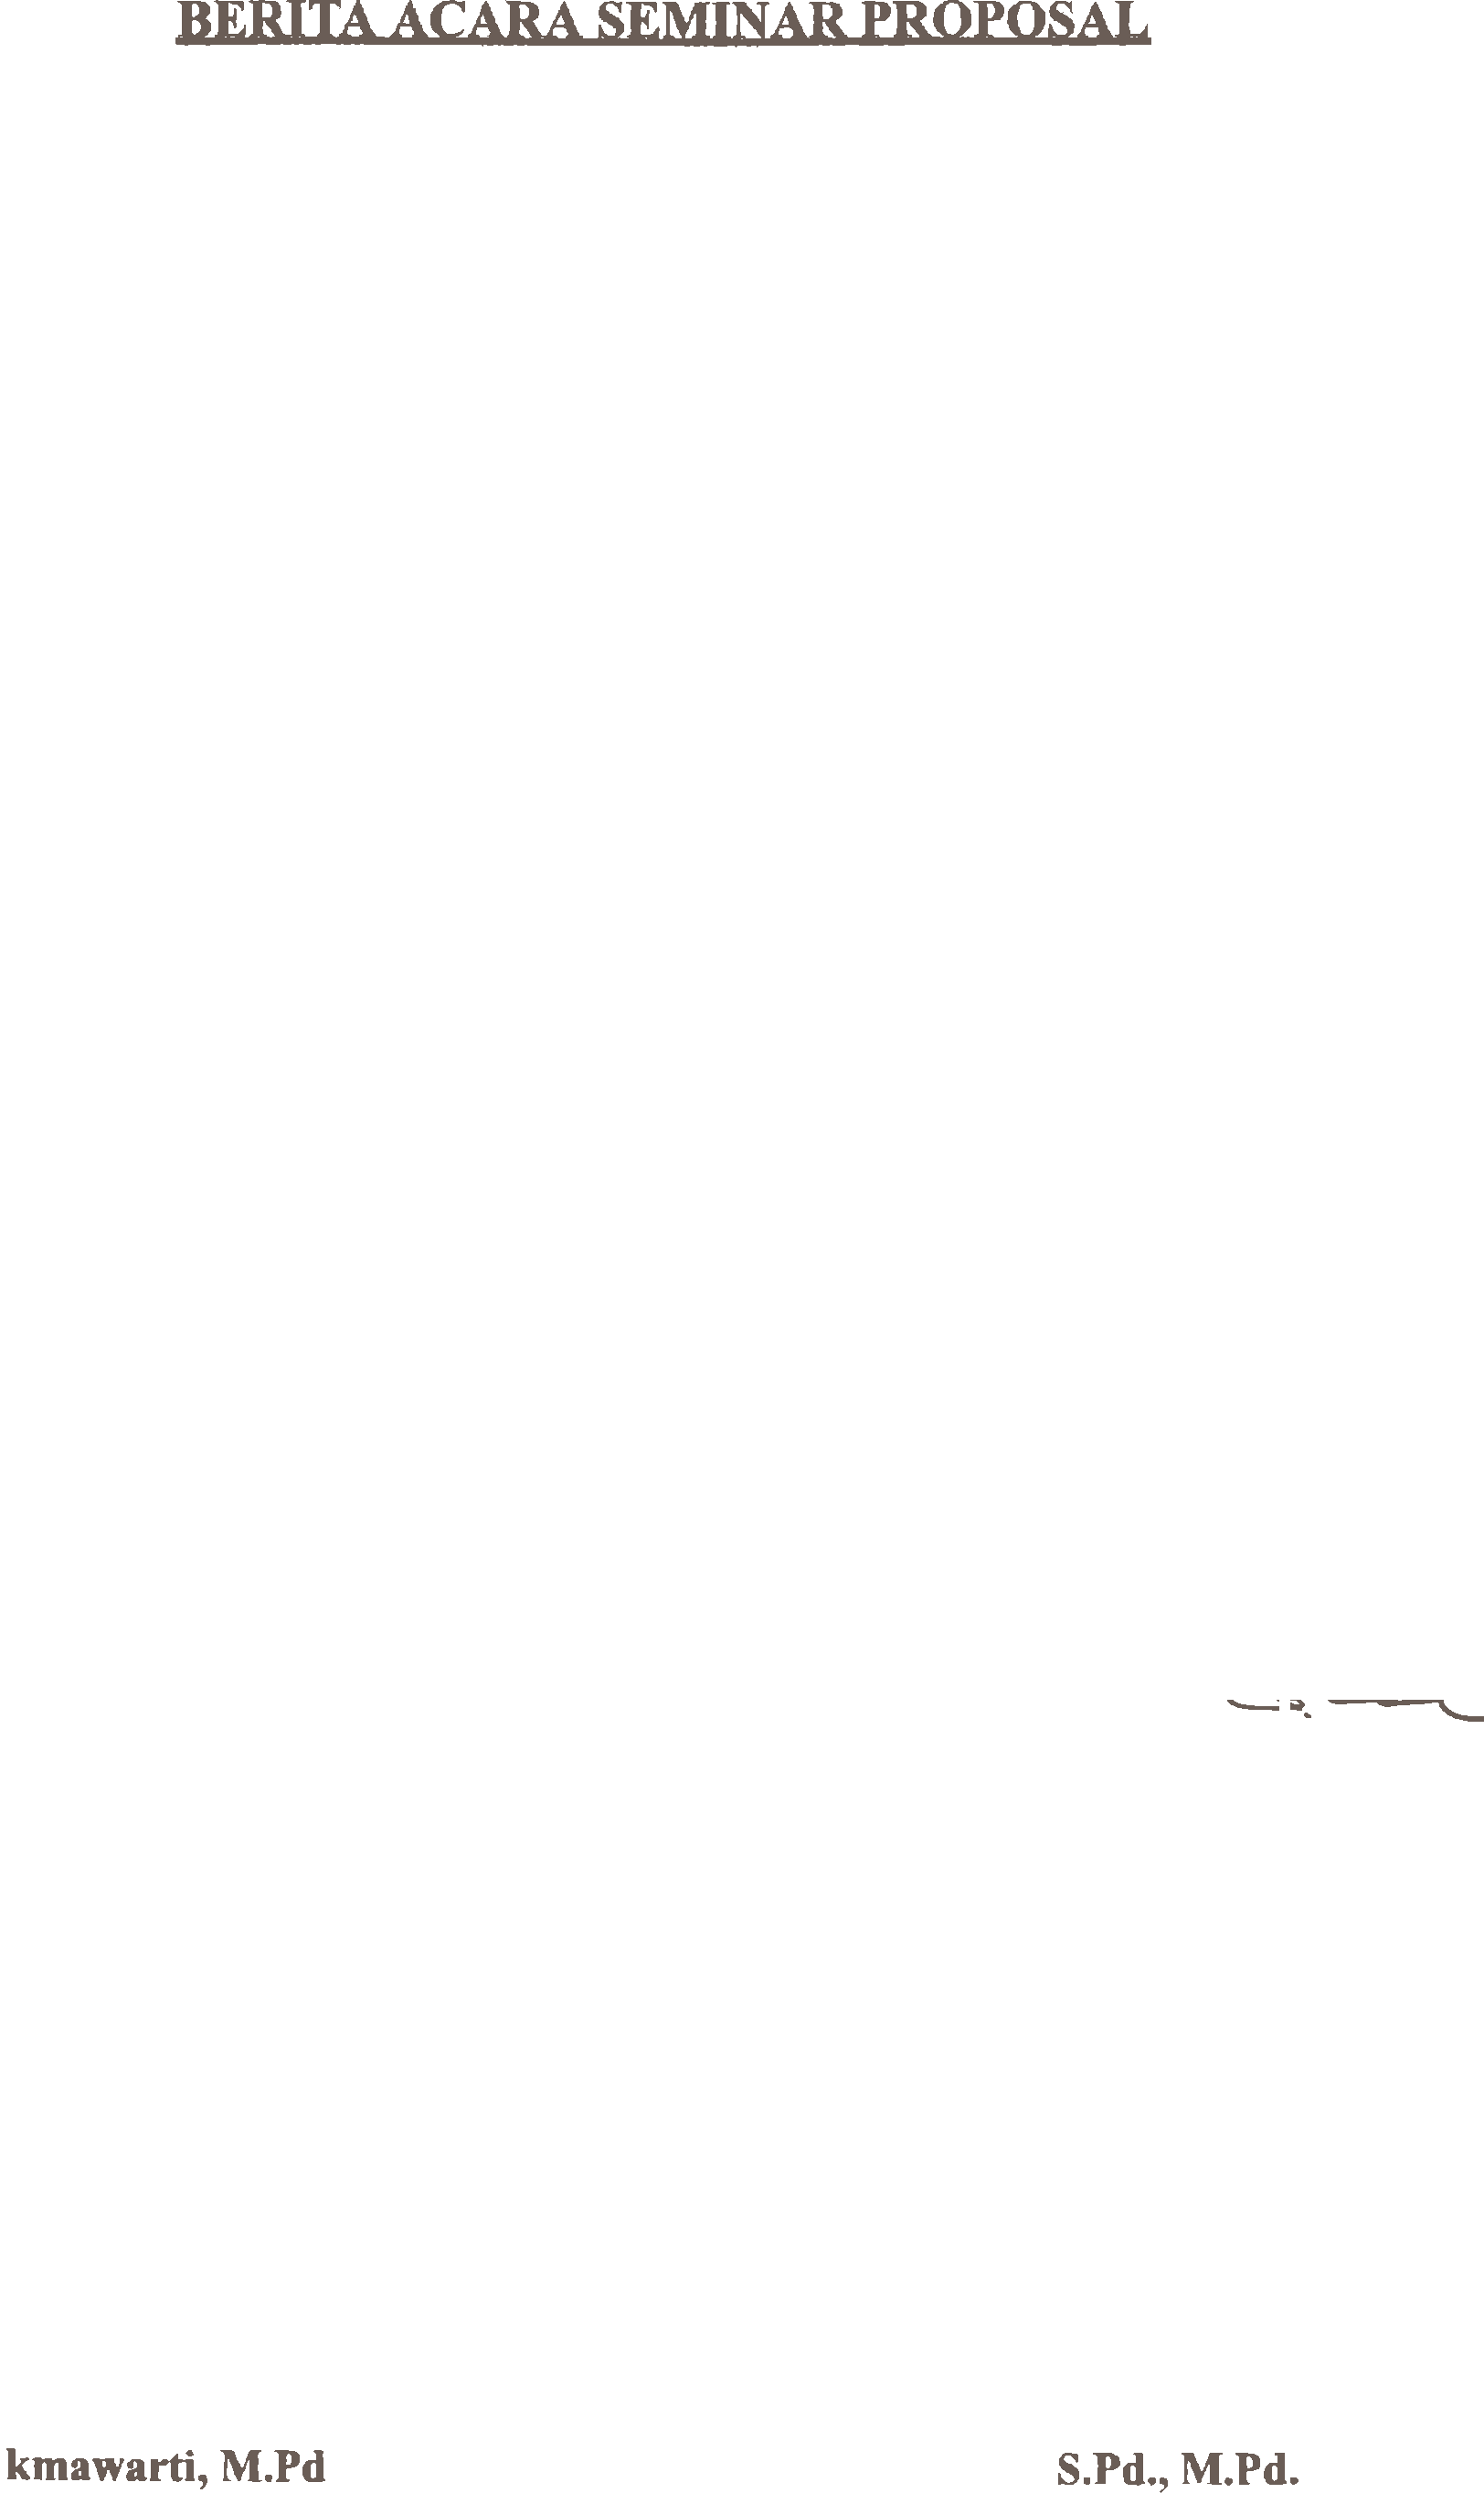 BERITA ACARA SEMINAR PROPOSAL
kmawarti, M.Pd S.Pd., M.Pd.